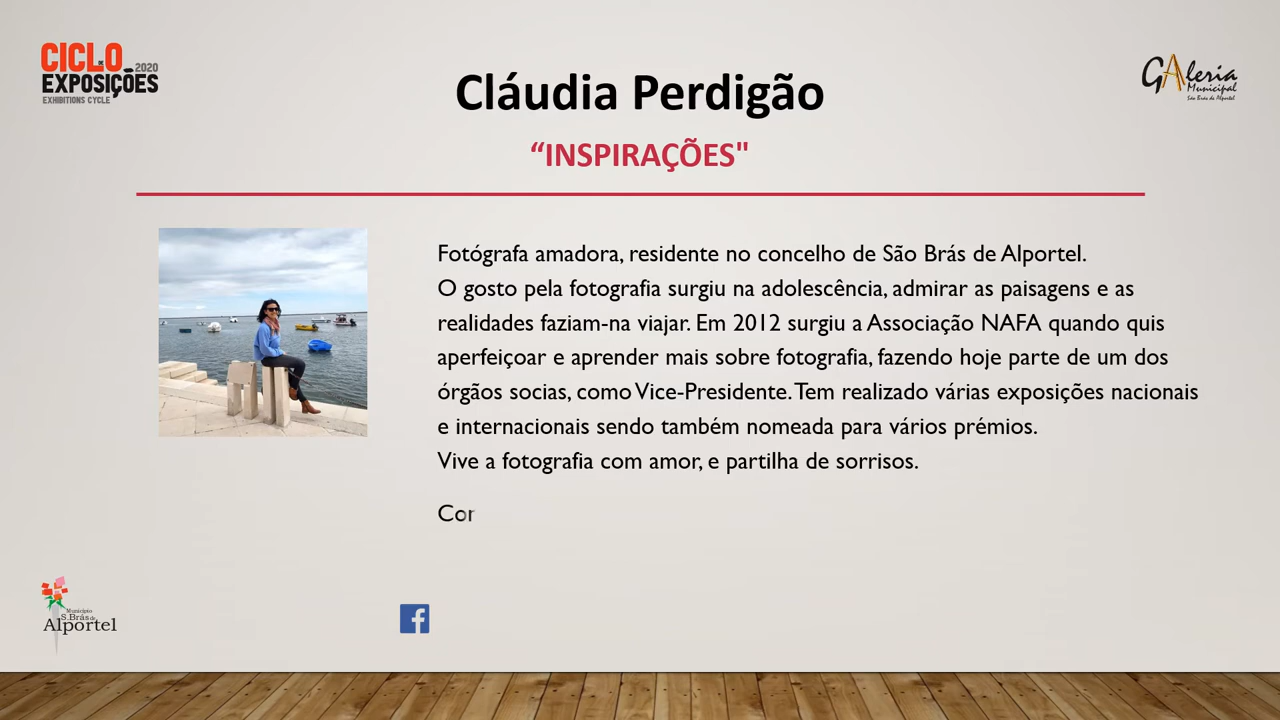 CICLO
DE
2020
EXPOSIÇÕES
EXHIBITIONS CYCLE
GAleria
Municipal
São Brás de Alportel
Cláudia Perdigão
“INSPIRAÇÕES"
Fotógrafa amadora, residente no concelho de São Brás de Alportel.
O gosto pela fotografia surgiu na adolescência, admirar as paisagens e as
realidades faziam-na viajar. Em 2012 surgiu a Associação NAFA quando quis
aperfeiçoar e aprender mais sobre fotografia, fazendo hoje parte de um dos
órgãos socias, como Vice-Presidente. Tem realizado várias exposições nacionais
e internacionais sendo também nomeada para vários prémios.
Vive a fotografia com amor, e partilha de sorrisos.
Cor
Município
S.Brás de
Alportel